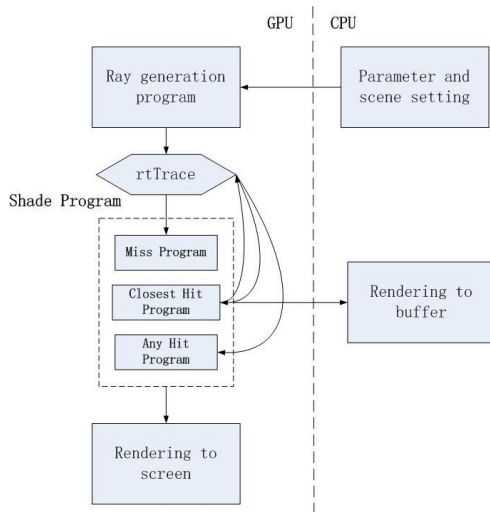 GPU
CPU
Ray generation
program
Parameter and
scene setting
rtTrace
Shade Program
Miss Program
Closest Hit
Program
Any Hit
Program
Rendering to
buffer
Rendering to
screen